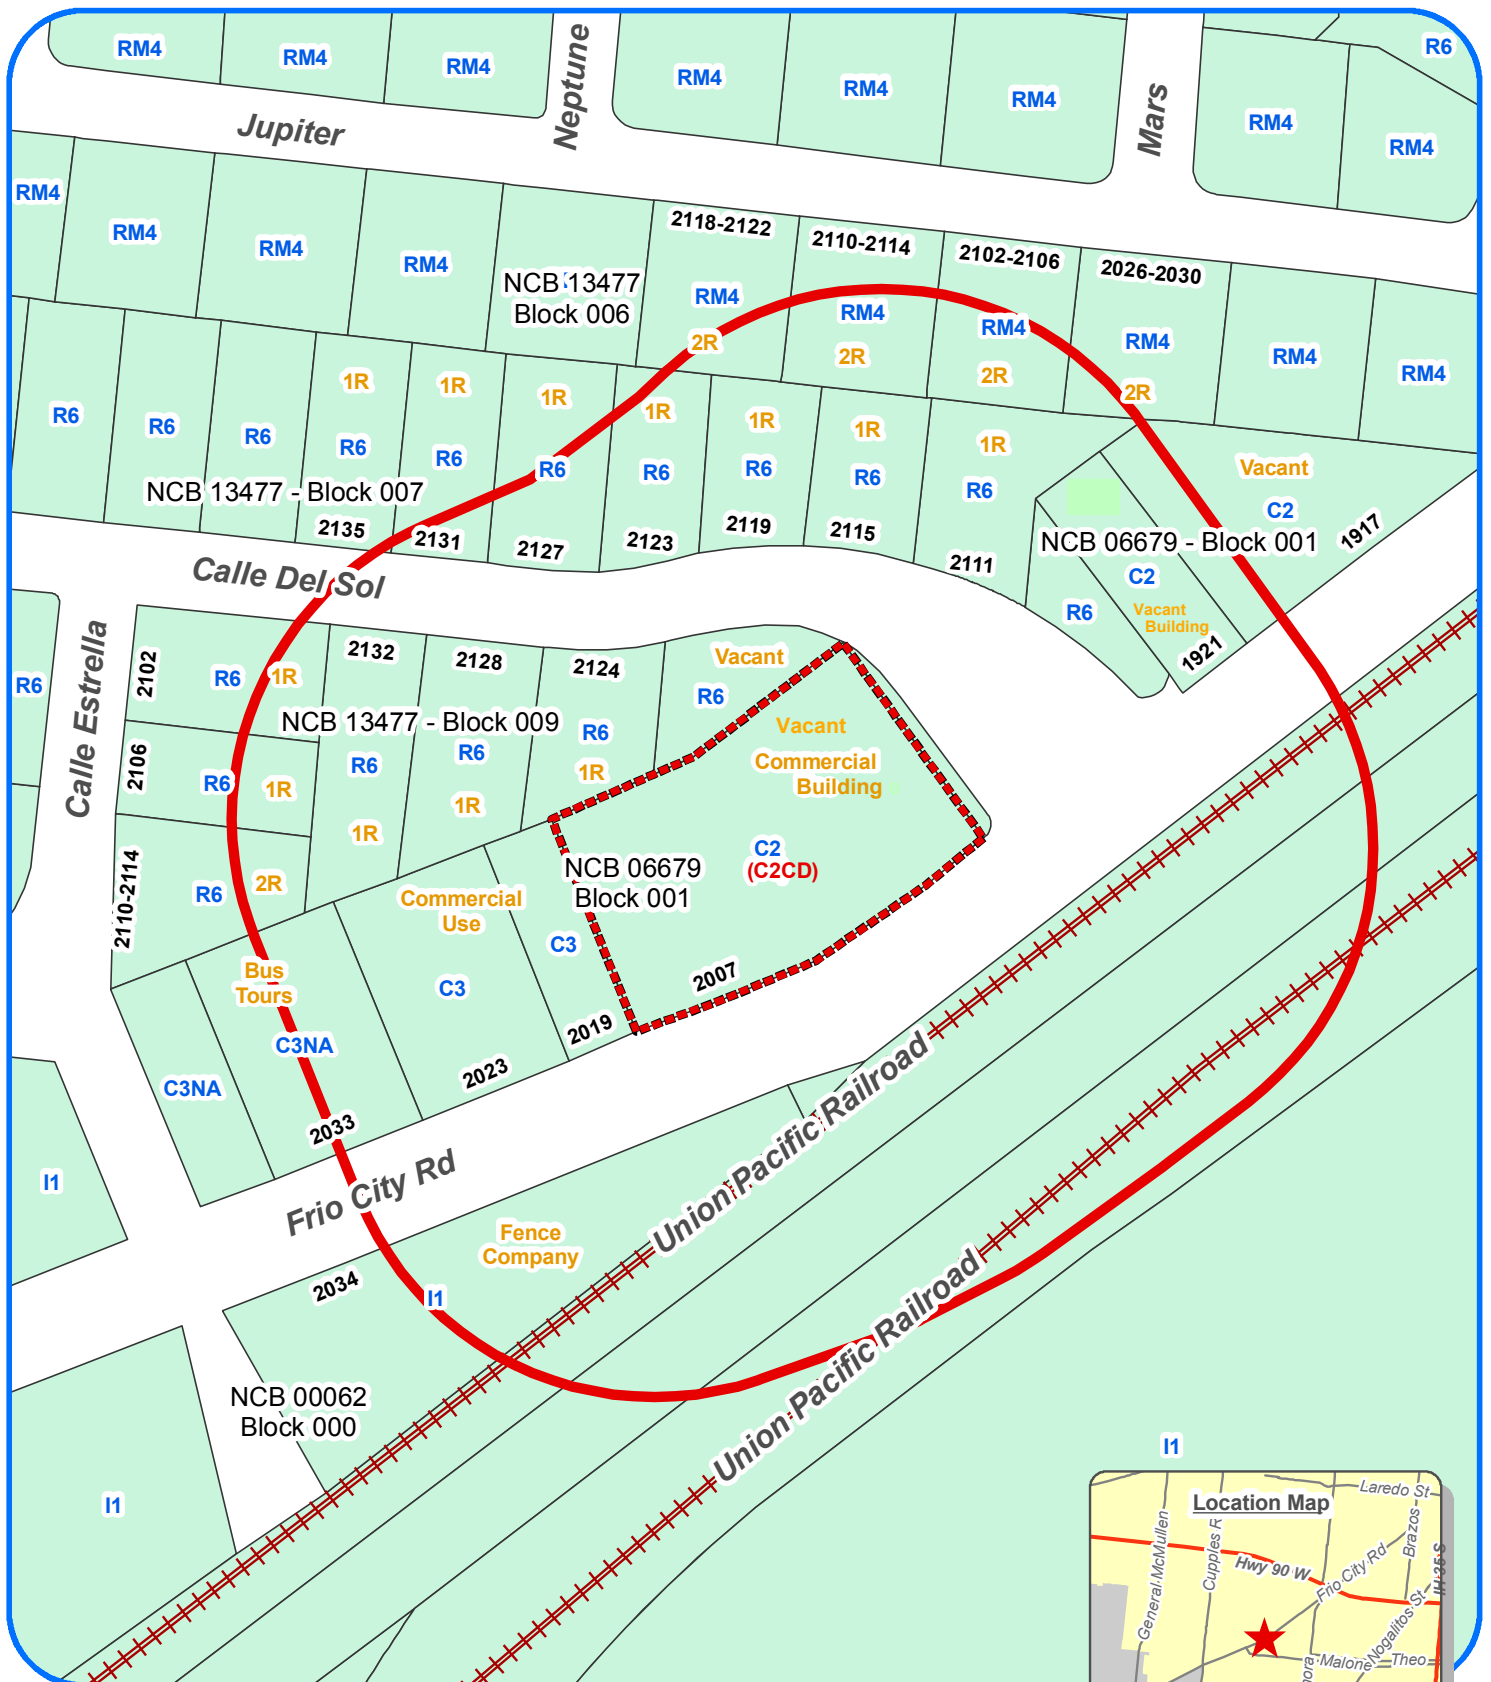 RM4
RM4
RM4
RM4
RM4
RM4
R6
RM4
RM4
Jupiter
Neptune
Mars
RM4
RM4
RM4
RM4
2118-2122
2110-2114
2102-2106
2026-2030
NCB 13477
Block 006
RM4
RM4
RM4
RM4
RM4
RM4
2R
2R
2R
2R
1R
1R
1R
1R
1R
1R
1R
R6
R6
R6
R6
R6
R6
R6
R6
R6
R6
NCB 13477 - Block 007
2135
2131
2127
2123
2119
2115
2111
Vacant
C2
1917
NCB 06679 - Block 001
C2
Vacant
Building
1921
R6
Calle Del Sol
Calle Estrella
R6
2102
R6
1R
2132
2128
2124
Vacant
R6
NCB 13477 - Block 009
R6
R6
R6
1R
1R
1R
2106
R6
1R
2110-2114
R6
2R
Vacant
Commercial
Building
C2
(C2CD)
NCB 06679
Block 001
2007
Commercial
Use
C3
C3
2019
2023
Bus
Tours
C3NA
C3NA
2033
I1
Frio City Rd
Fence
Company
2034
I1
Union Pacific Railroad
Union Pacific Railroad
NCB 00062
Block 000
I1
I1
Location Map
Laredo St
General McMullen
Cupples R
Brazos
Hwy 90 W
Frio City Rd
IH 35 S
Nogalitos St
Malone
Theo